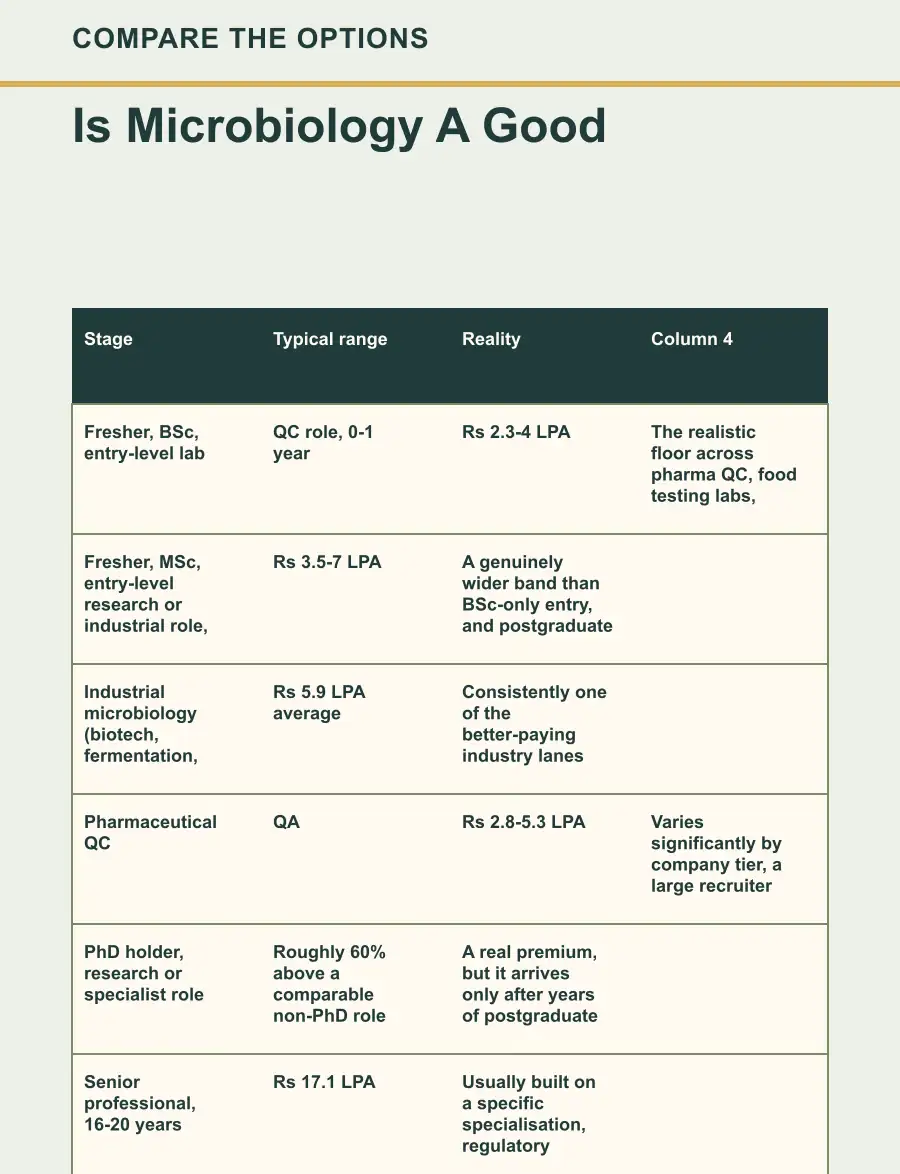 COMPARE THE OPTIONS
Is Microbiology A Good
Stage
Typical range
Reality
Column 4
Fresher, BSc,
entry-level lab
QC role, 0-1
year
Rs 2.3-4 LPA
The realistic
floor across
pharma QC, food
testing labs,
Fresher, MSc,
entry-level
research or
industrial role,
Rs 3.5-7 LPA
A genuinely
wider band than
BSc-only entry,
and postgraduate
Industrial
microbiology
(biotech,
fermentation,
Rs 5.9 LPA
average
Consistently one
of the
better-paying
industry lanes
Pharmaceutical
QC
QA
Rs 2.8-5.3 LPA
Varies
significantly by
company tier, a
large recruiter
PhD holder,
research or
specialist role
Roughly 60%
above a
comparable
non-PhD role
A real premium,
but it arrives
only after years
of postgraduate
Senior
professional,
16-20 years
Rs 17.1 LPA
Usually built on
a specific
specialisation,
regulatory